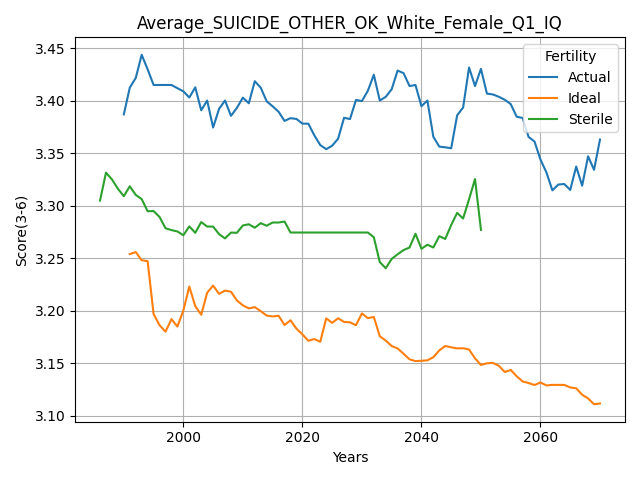 Average_SUICIDE_OTHER_OK_White_Female_Q1_IQ
Fertility
Actual
Ideal
Sterile
Score(3-6)
3.45
3.40
3.35
3.30
3.25
3.20
3.15
3.10
2000 2020 2040 2060
Years